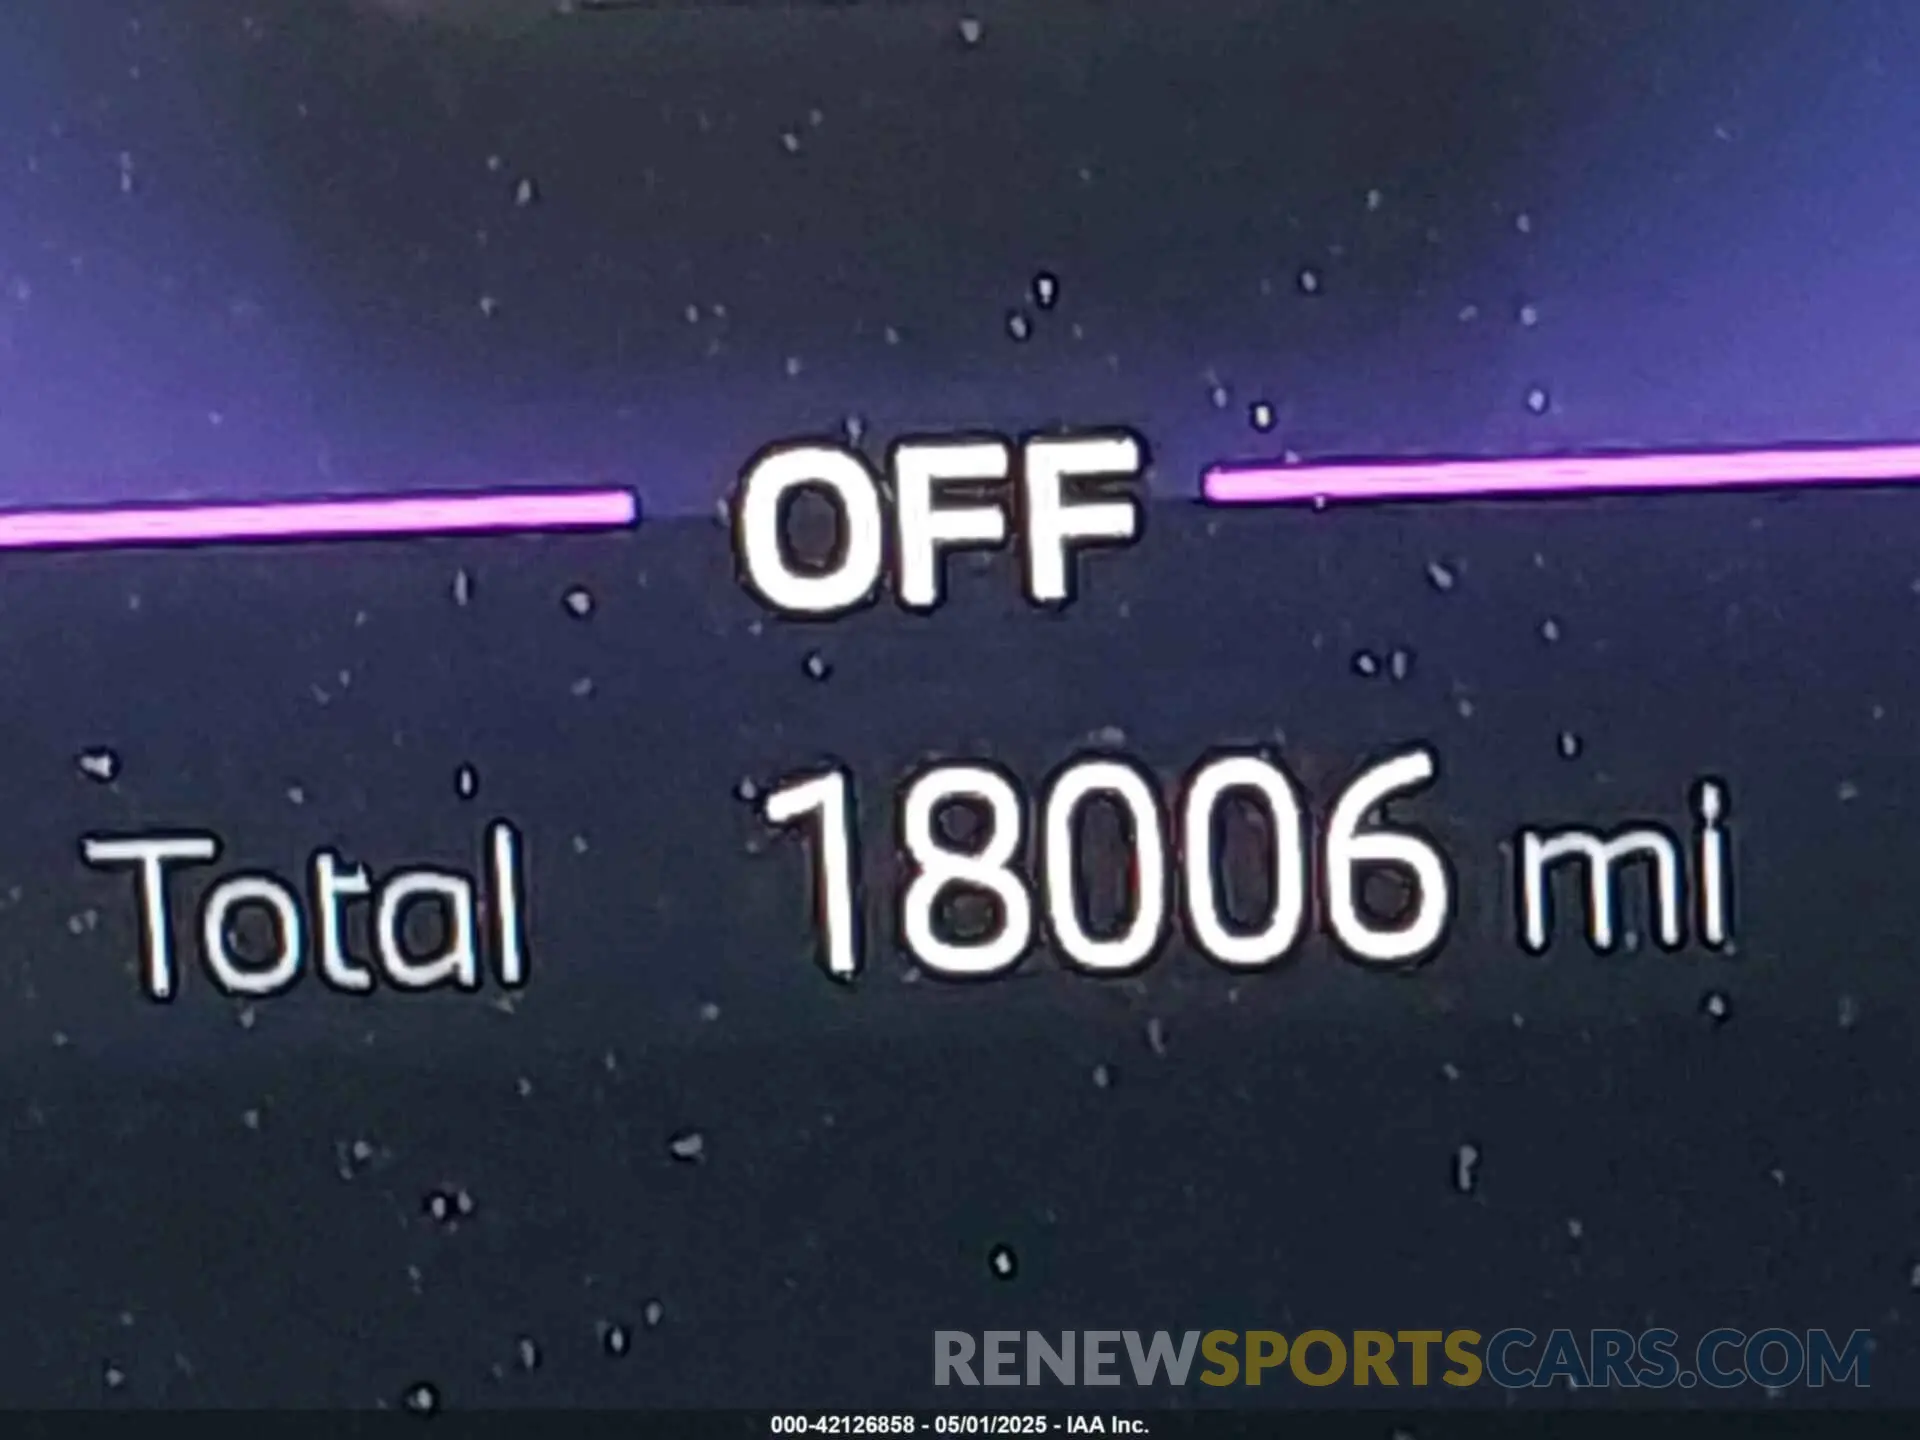 OFF
Total 18006 mi
RENEWSPORTSCARS.COM
000-42126858 - 05/01/2025 - IAA Inc.